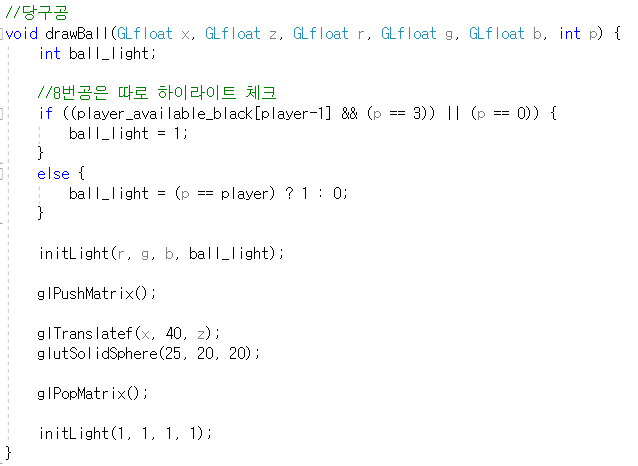 //당구공
void drawBall(GLfloat x, GLfloat z, GLfloat r, GLfloat g, GLfloat b, int p) {
int ball_light;
//8번공은 따로 하이라이트 체크
if ((player_available_black[player-1] && (p == 3)) || (p == 0)) {
ball_light = 1;
}
else {
ball_light = (p == player) ? 1 : 0;
}
initLight(r, g, b, ball_light);
glPushMatrix();
glTranslatef(x, 40, z);
glutSolidSphere(25, 20, 20);
glPopMatrix();
initLight(1, 1, 1, 1);
}